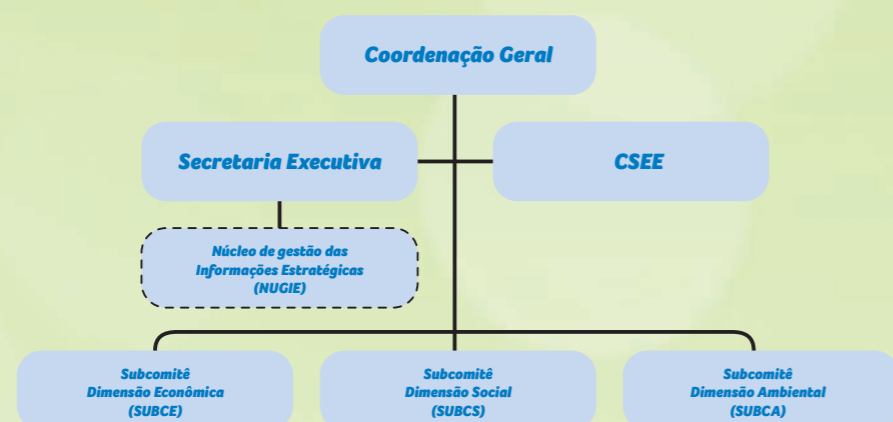 Coordenação Geral
Secretaria Executiva
CSEE
Núcleo de gestão das
Informações Estratégicas
(NUGIE)
Subcomitê
Dimensão Econômica
(SUBCE)
Subcomitê
Dimensão Social
(SUBCS)
Subcomitê
Dimensão Ambiental
(SUBCA)